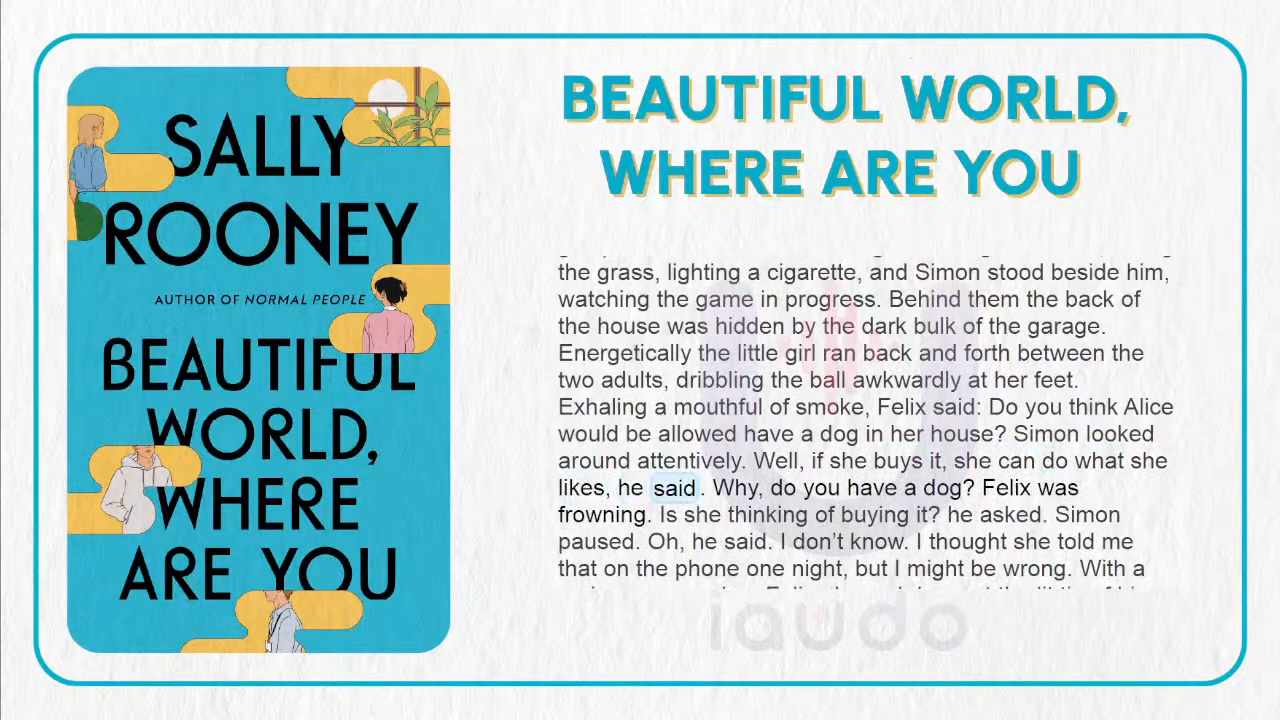 SALLY
ROONEY
AUTHOR OF NORMAL PEOPLE
BEAUTIFUL
WORLD,
WHERE
ARE YOU
BEAUTIFUL WORLD,
WHERE ARE YOU
the grass, lighting a cigarette, and Simon stood beside him,
watching the game in progress. Behind them the back of
the house was hidden by the dark bulk of the garage.
Energetically the little girl ran back and forth between the
two adults, dribbling the ball awkwardly at her feet.
Exhaling a mouthful of smoke, Felix said: Do you think Alice
would be allowed have a dog in her house? Simon looked
around attentively. Well, if she buys it, she can do what she
likes, he said. Why, do you have a dog? Felix was
frowning. Is she thinking of buying it? he asked. Simon
paused. Oh, he said. I don’t know. I thought she told me
that on the phone one night, but I might be wrong. With a
iaudo